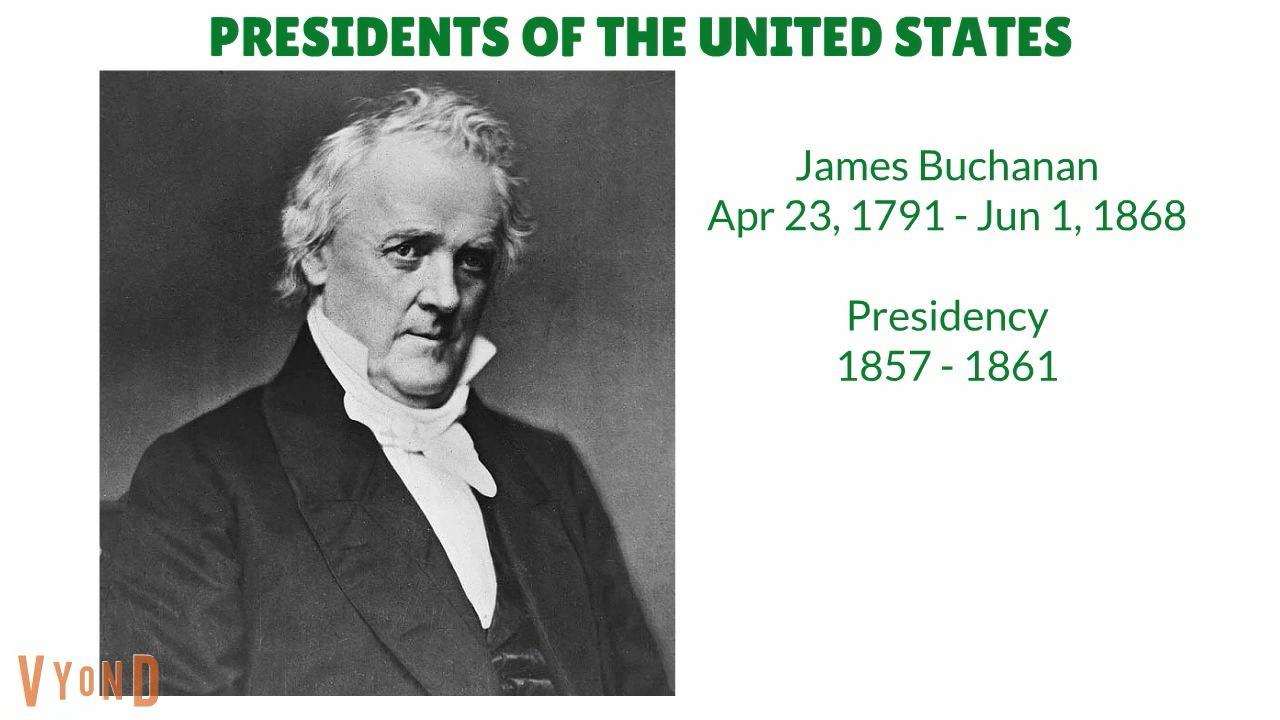 PRESIDENTS OF THE UNITED STATES
James Buchanan
Apr 23, 1791 - Jun 1, 1868
Presidency
1857 - 1861
VYOND